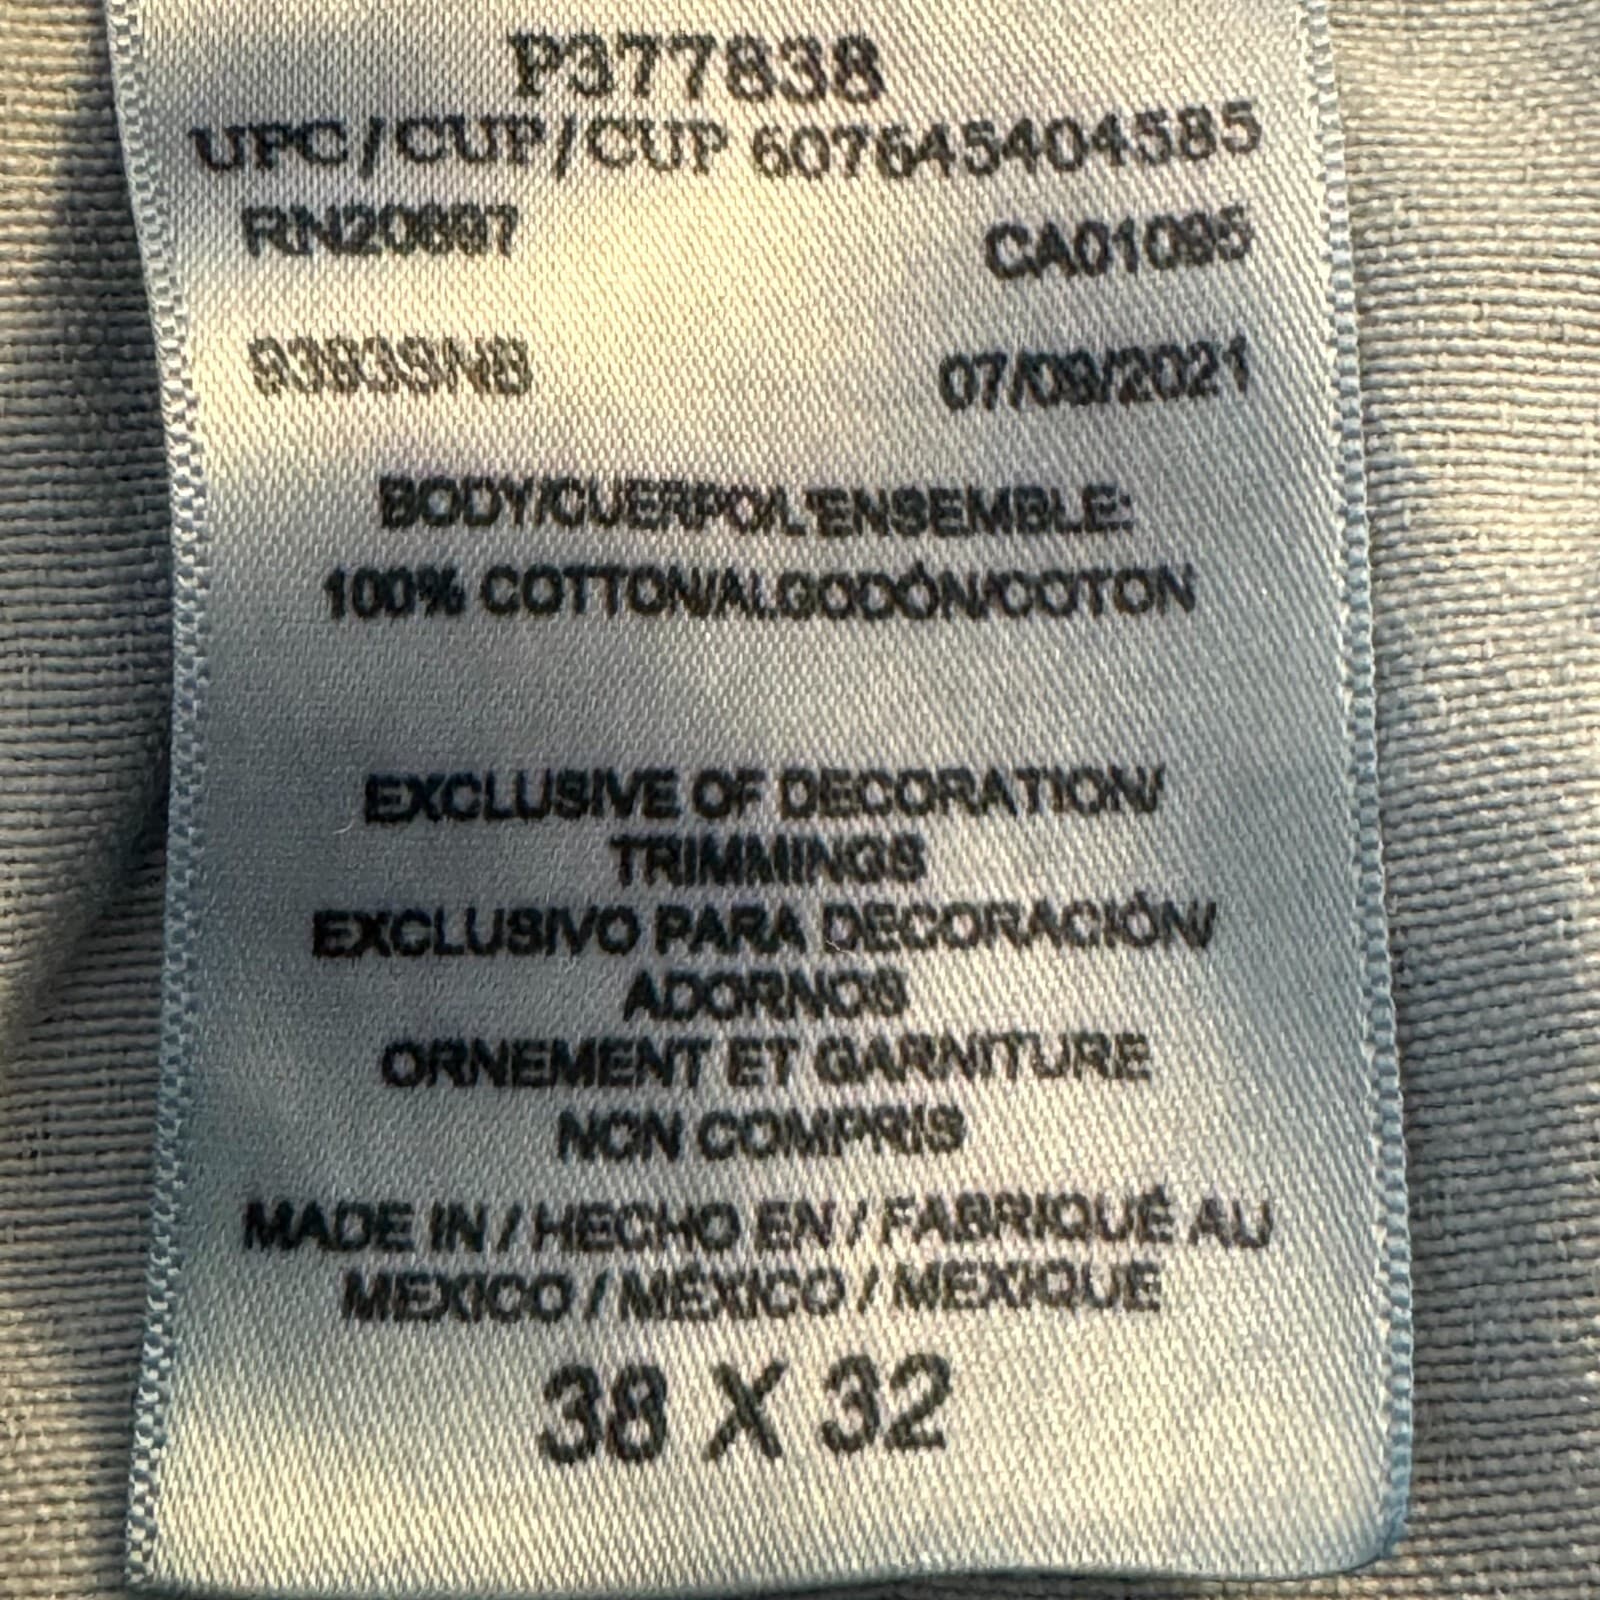 P377838
UPC/CUP/CUP 607645404585
RN20697 CA01095
9383SNB 07/09/2021
BODY/CUERPO/L'ENSEMBLE:
100% COTTON/ALGODÓN/COTON
EXCLUSIVE OF DECORATION/
TRIMMINGS
EXCLUSIVO PARA DECORACIÓN/
ADORNOS
ORNEMENT ET GARNITURE
NON COMPRIS
MADE IN / HECHO EN / FABRIQUÉ AU
MEXICO / MÉXICO / MEXIQUE
38 X 32